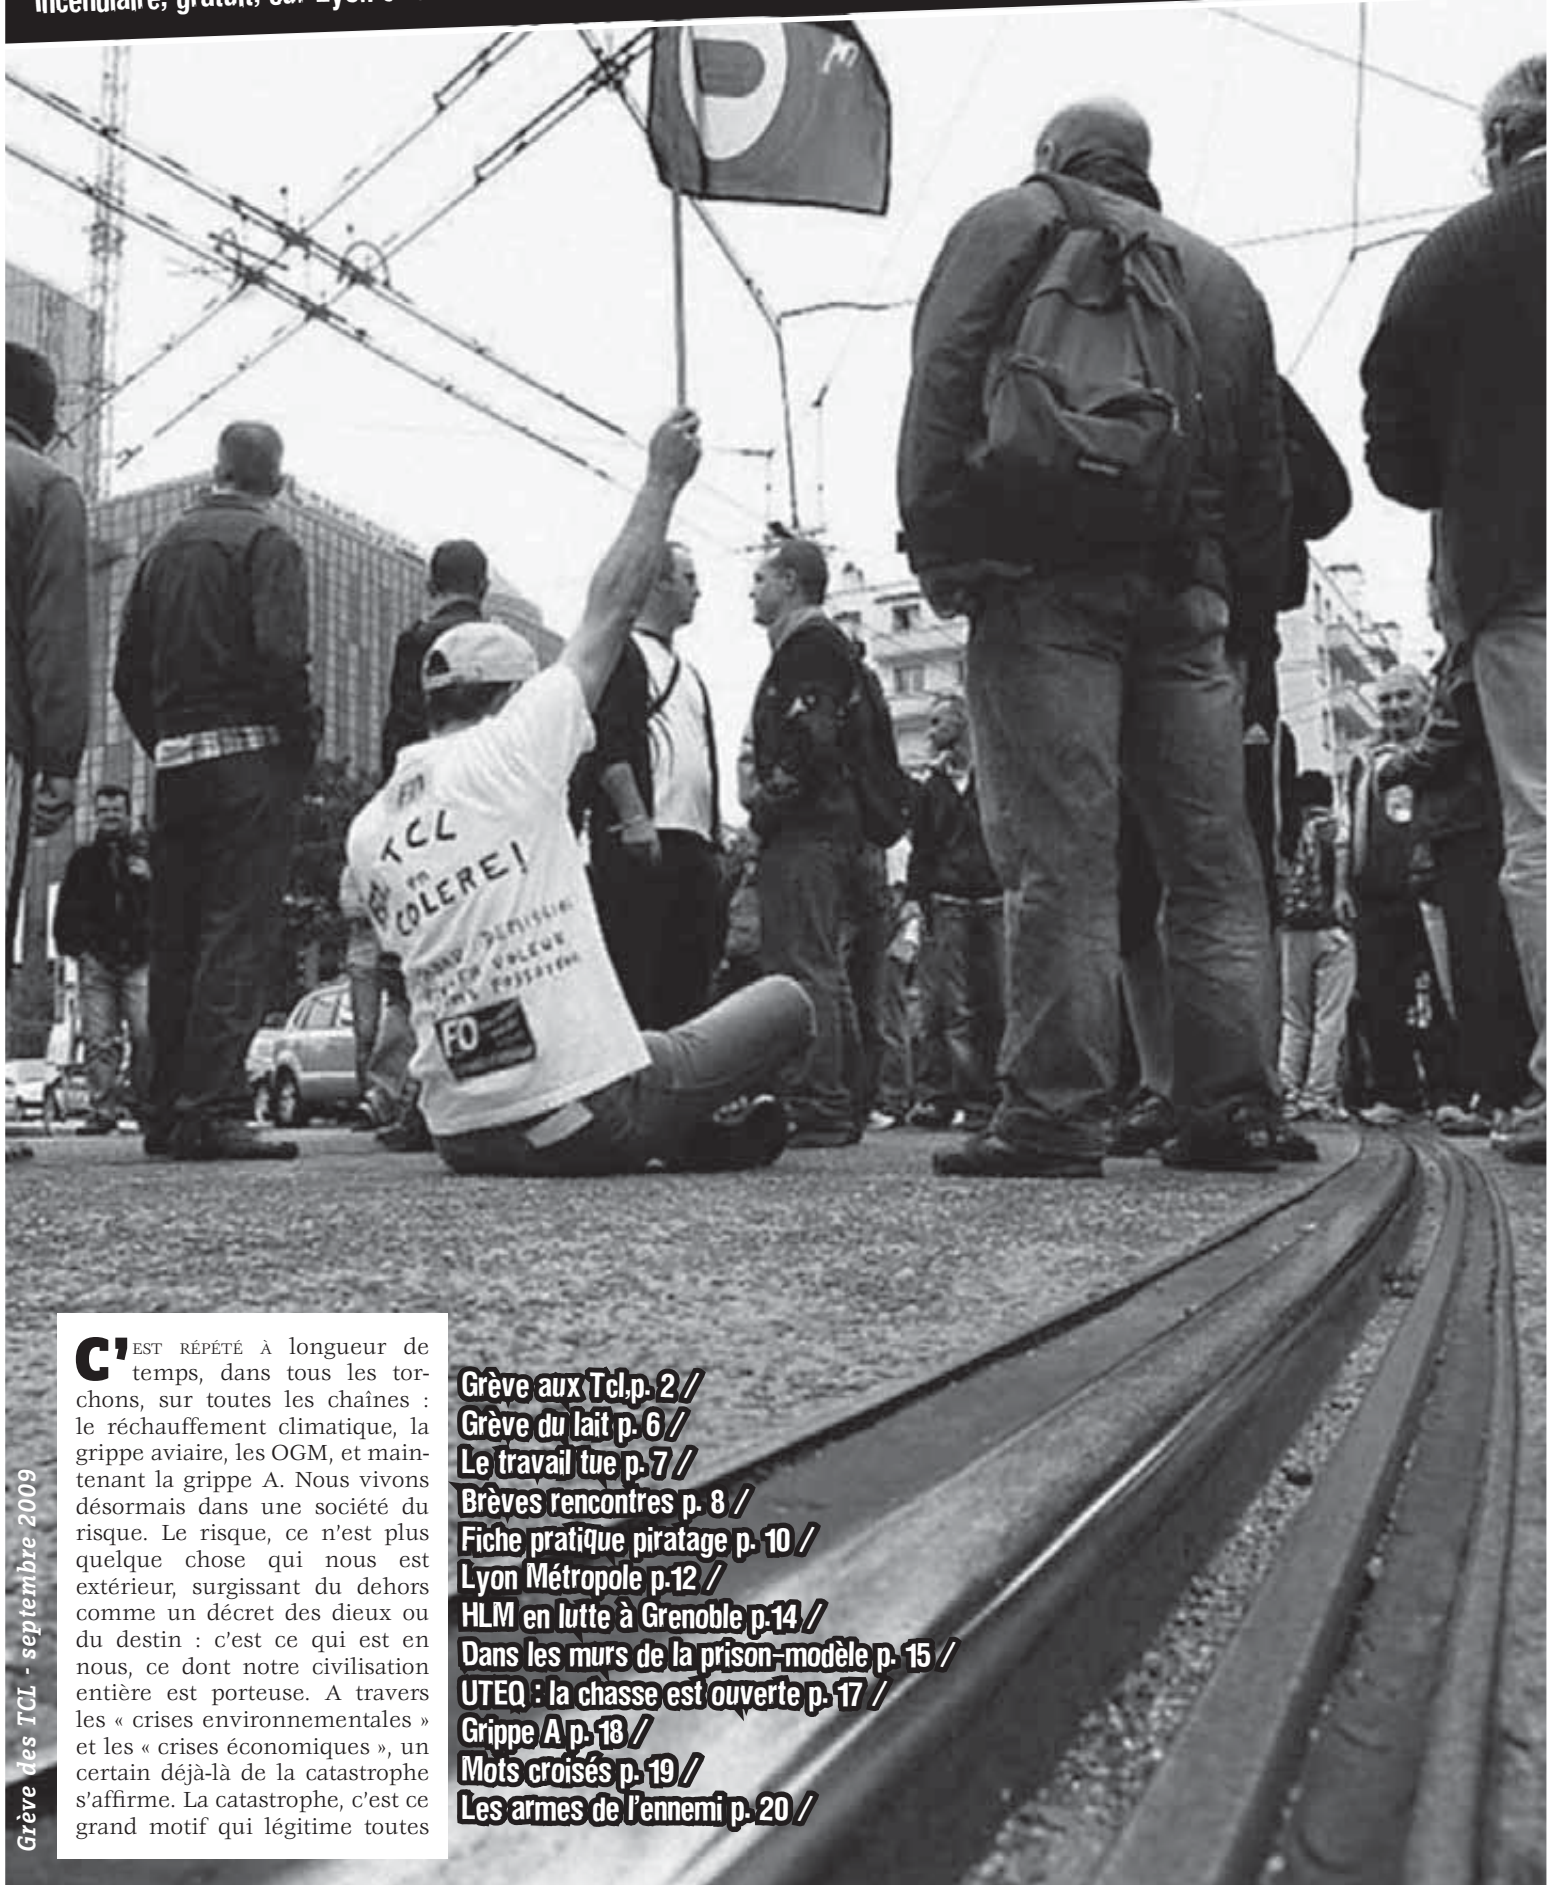 incendiaire, gratuit, sur Lyon
TCL
en
COLERE!
VOLEUR
FO
C'EST RÉPÉTÉ À longueur de
temps, dans tous les tor-
chons, sur toutes les chaînes :
le réchauffement climatique, la
grippe aviaire, les OGM, et main-
tenant la grippe A. Nous vivons
désormais dans une société du
risque. Le risque, ce n'est plus
quelque chose qui nous est
extérieur, surgissant du dehors
comme un décret des dieux ou
du destin : c'est ce qui est en
nous, ce dont notre civilisation
entière est porteuse. A travers
les « crises environnementales »
et les « crises économiques », un
certain déjà-là de la catastrophe
s'affirme. La catastrophe, c'est ce
grand motif qui légitime toutes
Grève aux Tcl,p. 2 /
Grève du lait p. 6 /
Le travail tue p. 7 /
Brèves rencontres p. 8 /
Fiche pratique piratage p. 10 /
Lyon Métropole p.12 /
HLM en lutte à Grenoble p.14 /
Dans les murs de la prison-modèle p. 15 /
UTEQ : la chasse est ouverte p. 17 /
Grippe A p. 18 /
Mots croisés p. 19 /
Les armes de l'ennemi p. 20 /
Grève des TCL - septembre 2009